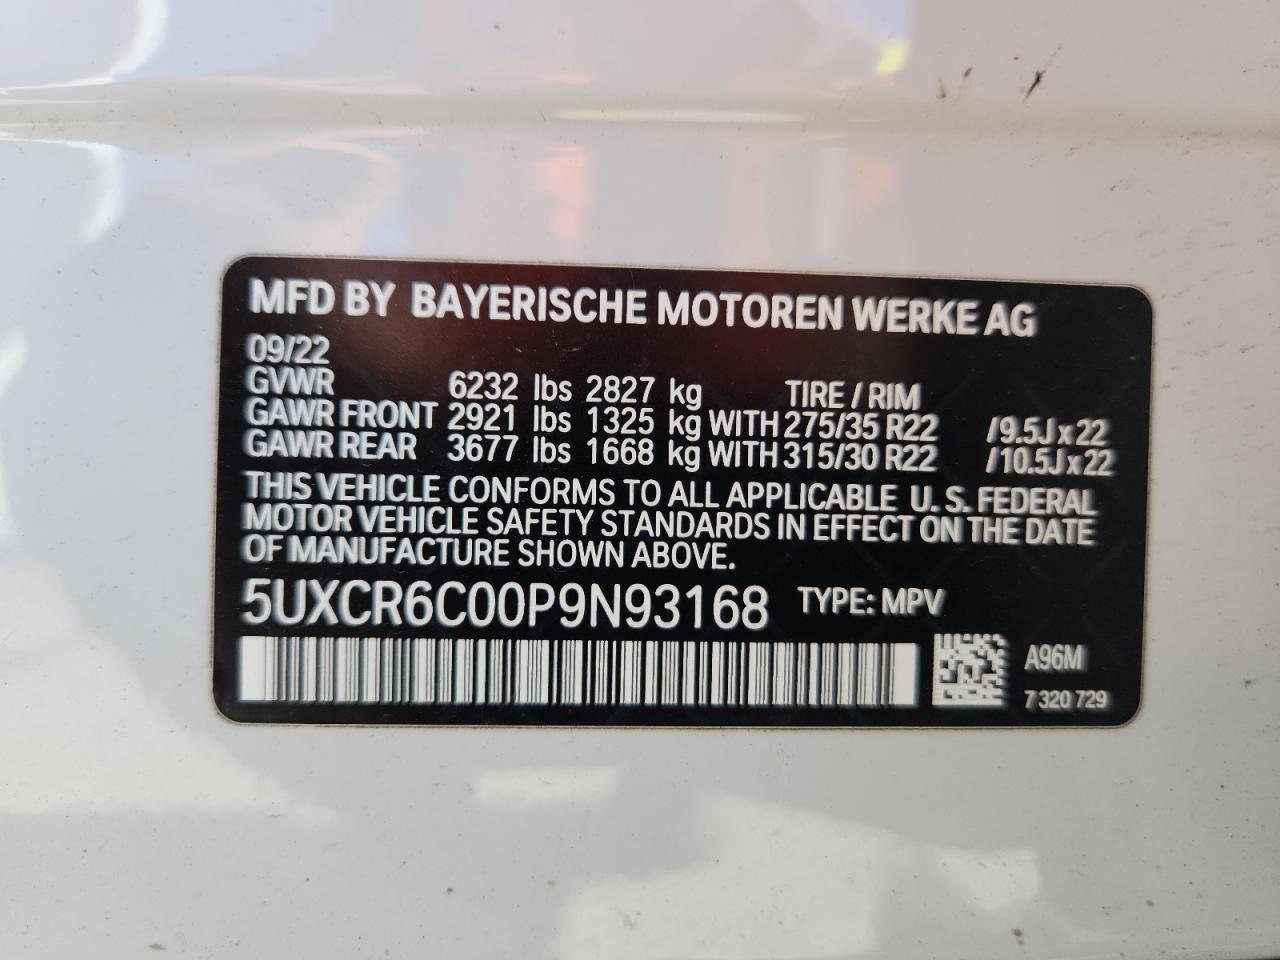 MFD BY BAYERISCHE MOTOREN WERKE AG
09/22
GVWR 6232 lbs 2827 kg TIRE / RIM
GAWR FRONT 2921 lbs 1325 kg WITH 275/35 R22 /9.5J x 22
GAWR REAR 3677 lbs 1668 kg WITH 315/30 R22 /10.5J x 22
THIS VEHICLE CONFORMS TO ALL APPLICABLE U. S. FEDERAL
MOTOR VEHICLE SAFETY STANDARDS IN EFFECT ON THE DATE
OF MANUFACTURE SHOWN ABOVE.
5UXCR6C00P9N93168 TYPE: MPV
A96M
7 320 729